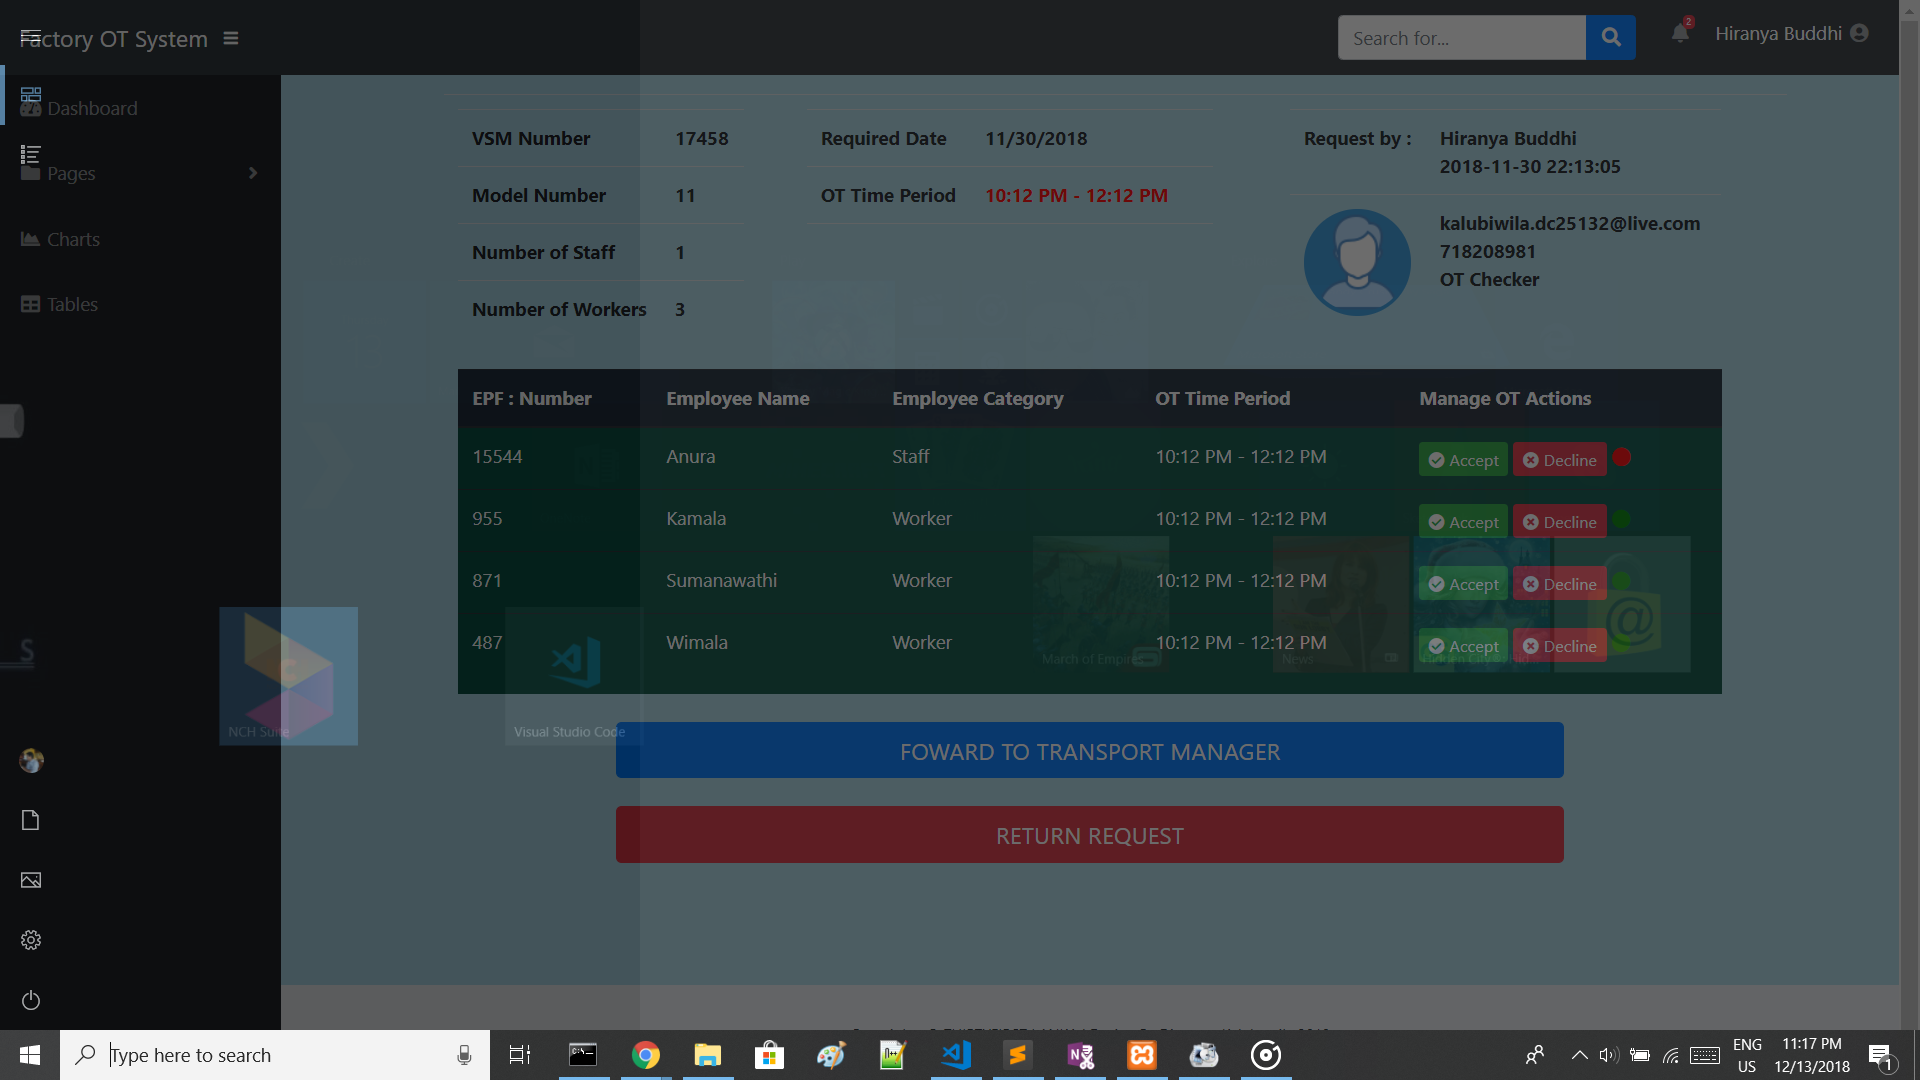 Factory OT System
Search for...
2
Hiranya Buddhi
Dashboard
Pages
Charts
Tables
VSM Number 17458
Model Number 11
Number of Staff 1
Number of Workers 3
Required Date 11/30/2018
OT Time Period 10:12 PM - 12:12 PM
Request by : Hiranya Buddhi
2018-11-30 22:13:05
kalubiwila.dc25132@live.com
718208981
OT Checker
EPF : Number Employee Name Employee Category OT Time Period Manage OT Actions
15544 Anura Staff 10:12 PM - 12:12 PM Accept Decline
955 Kamala Worker 10:12 PM - 12:12 PM Accept Decline
871 Sumanawathi Worker 10:12 PM - 12:12 PM Accept Decline
487 Wimala Worker 10:12 PM - 12:12 PM Accept Decline
March of Empires
News
NCH Suite
Visual Studio Code
FOWARD TO TRANSPORT MANAGER
RETURN REQUEST
Type here to search
ENG
US
11:17 PM
12/13/2018
1